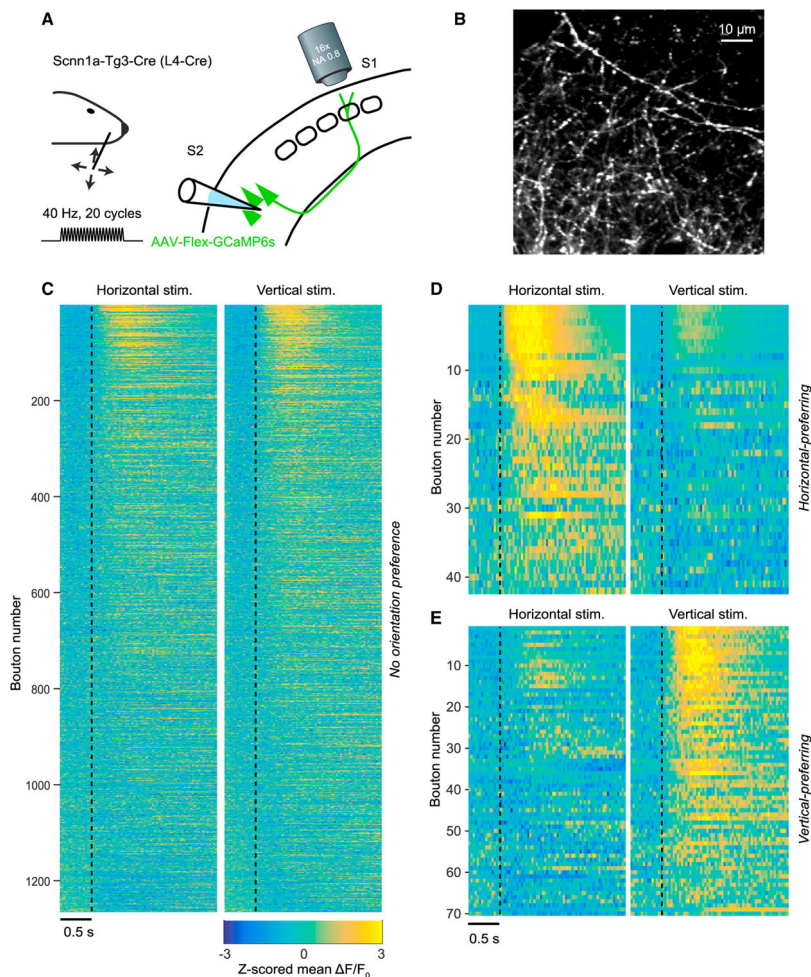 A
Scnn1a-Tg3-Cre (L4-Cre)
16x
NA 0.8
S1
S2
40 Hz, 20 cycles
AAV-Flex-GCaMP6s
B
10 µm
C
Horizontal stim.
Vertical stim.
Bouton number
200
400
600
800
1000
1200
No orientation preference
0.5 s
-3
0
3
Z-scored mean ΔF/F₀
D
Horizontal stim.
Vertical stim.
Bouton number
10
20
30
40
Horizontal-preferring
E
Horizontal stim.
Vertical stim.
Bouton number
10
20
30
40
50
60
70
Vertical-preferring
0.5 s